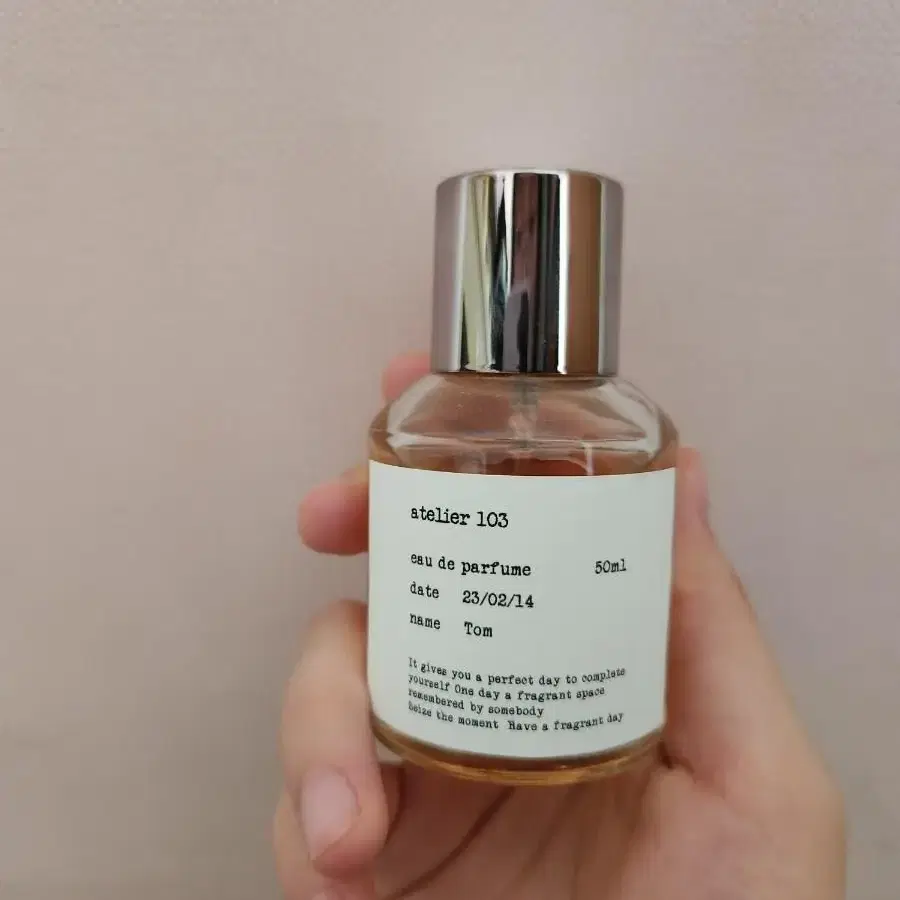 atelier 103
eau de parfume 50ml
date 23/02/14
name Tom
It gives you a perfect day to complete
yourself One day a fragrant space
remembered by somebody
Seize the moment Have a fragrant day